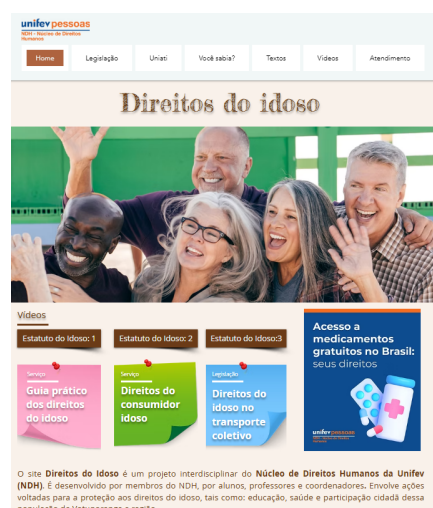 unifev pessoas
NDH - Núcleo de Direitos
Humanos
Home Legislação Uniati Você sabia? Textos Vídeos Atendimento
Direitos do idoso
Vídeos
Estatuto do Idoso: 1 Estatuto do Idoso: 2 Estatuto do Idoso:3
Serviço
Guia prático
dos direitos
do idoso
Serviço
Direitos do
consumidor
idoso
Legislação
Direitos do
idoso no
transporte
coletivo
Acesso a
medicamentos
gratuitos no Brasil:
seus direitos
unifev pessoas
O site Direitos do Idoso é um projeto interdisciplinar do Núcleo de Direitos Humanos da Unifev
(NDH). É desenvolvido por membros do NDH, por alunos, professores e coordenadores. Envolve ações
voltadas para a proteção aos direitos do idoso, tais como: educação, saúde e participação cidadã dessa